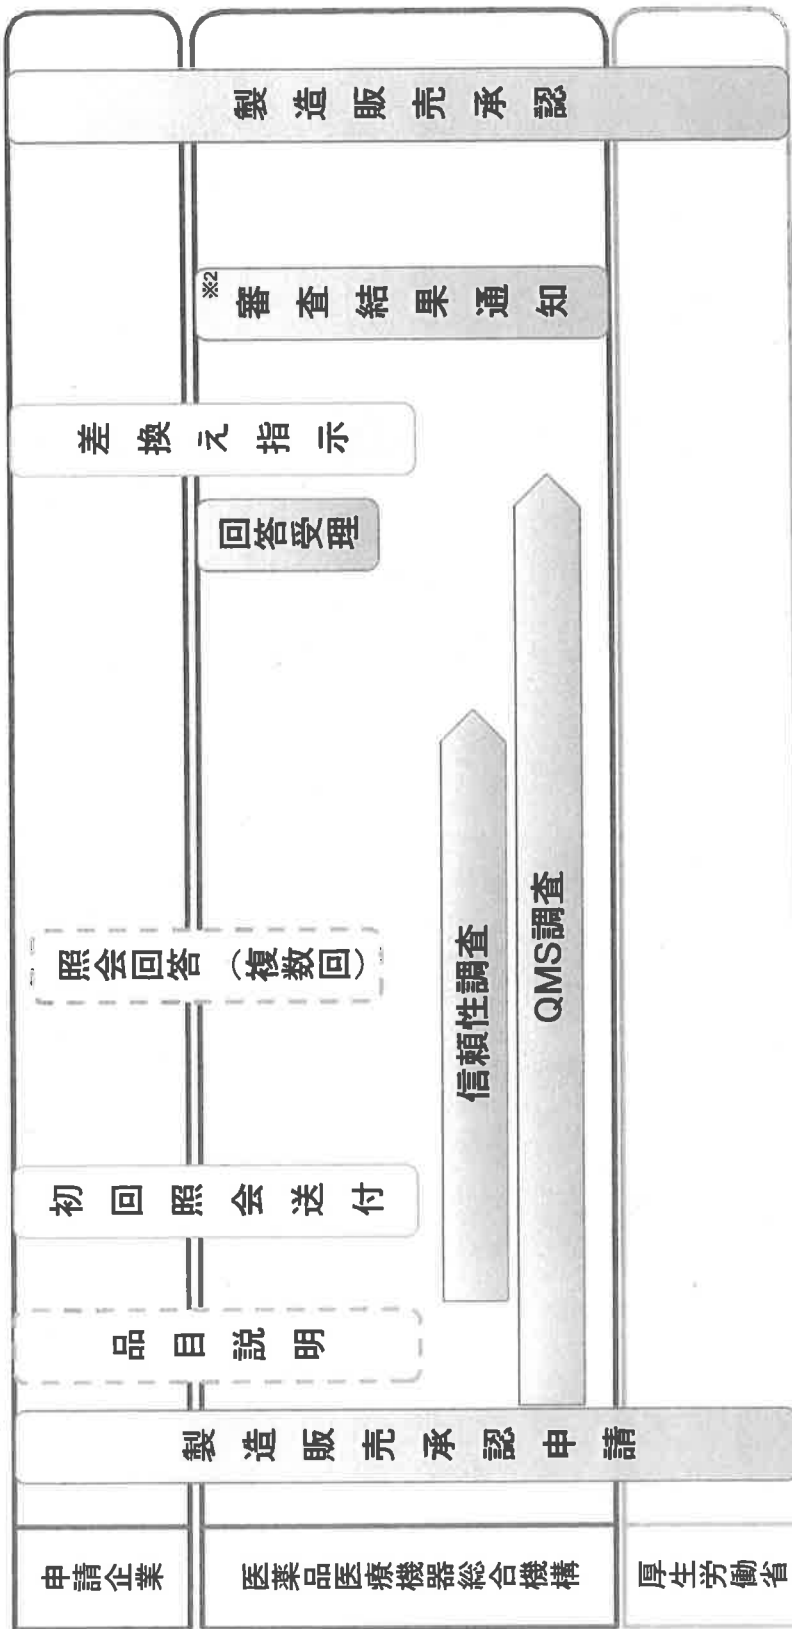 申請企業
医薬品医療機器総合機構
厚生労働省
製造販売承認申請
品目説明
初回照会送付
照会回答（複数回）
信頼性調査
QMS調査
回答受理
差換え指示
※2
審査結果通知
製造販売承認